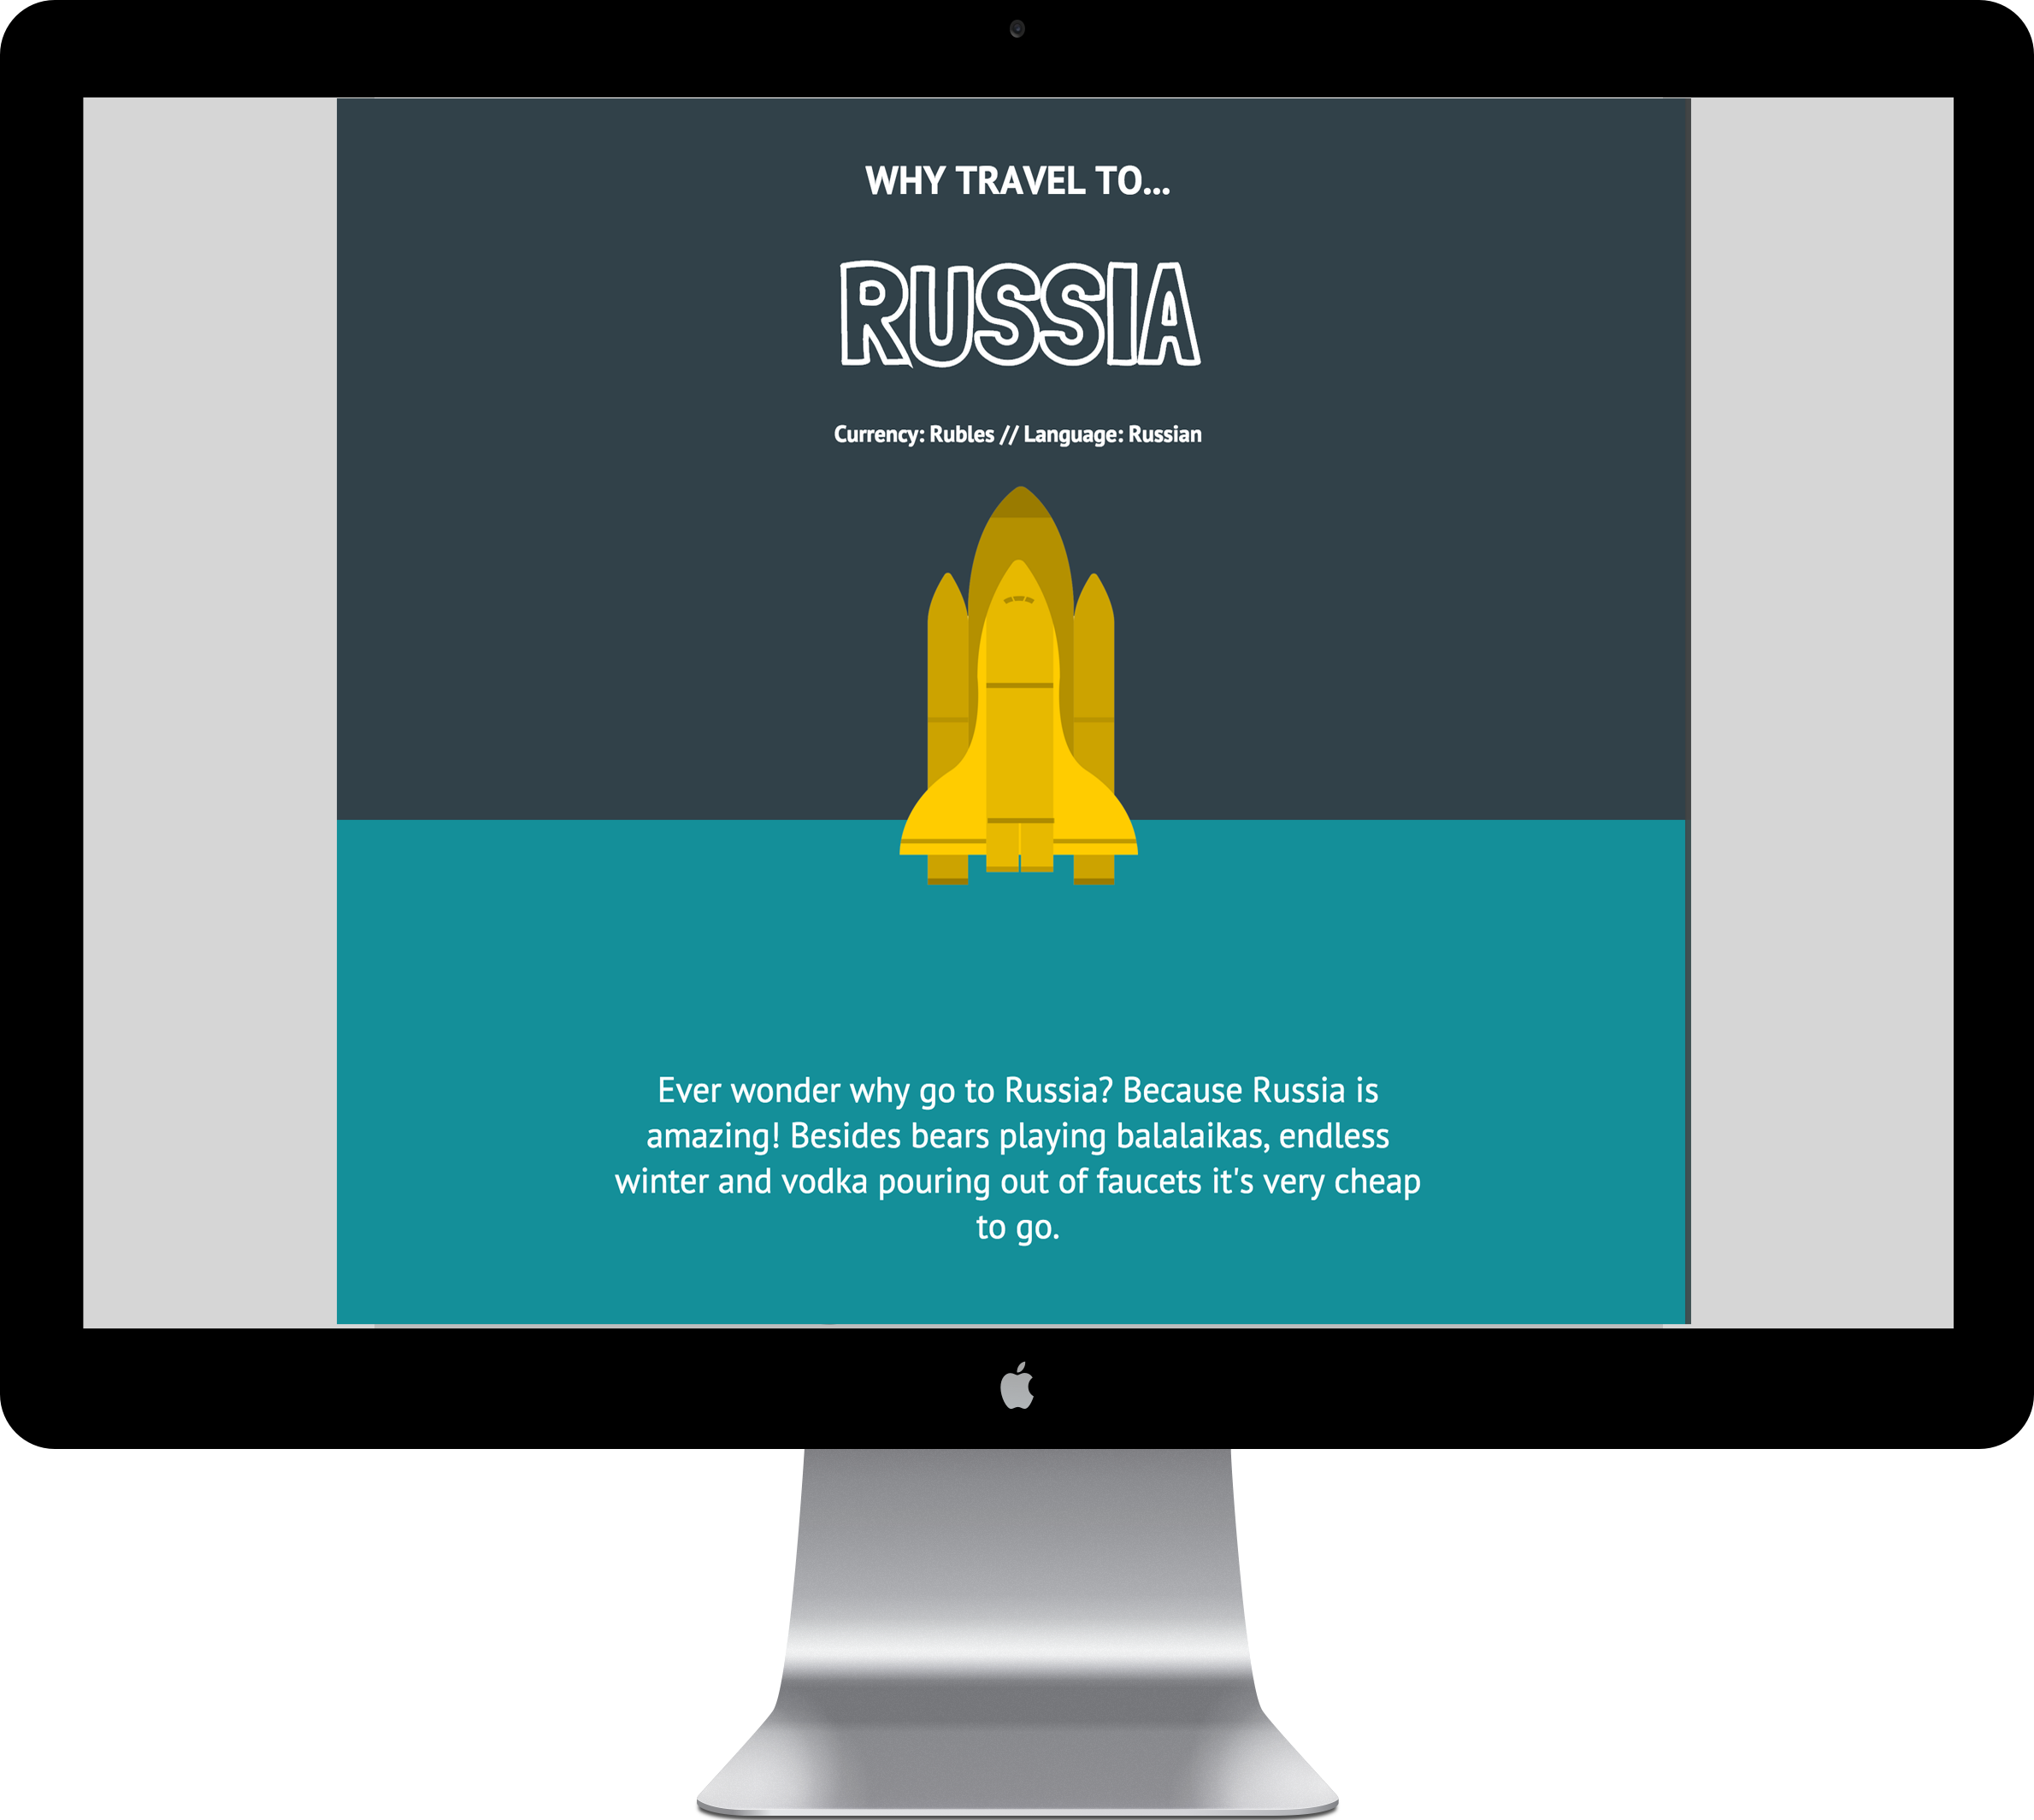 WHY TRAVEL TO...
RUSSIA
Currency: Rubles // Language: Russian
Ever wonder why go to Russia? Because Russia is
amazing! Besides bears playing balalaikas, endless
winter and vodka pouring out of faucets it's very cheap
to go.